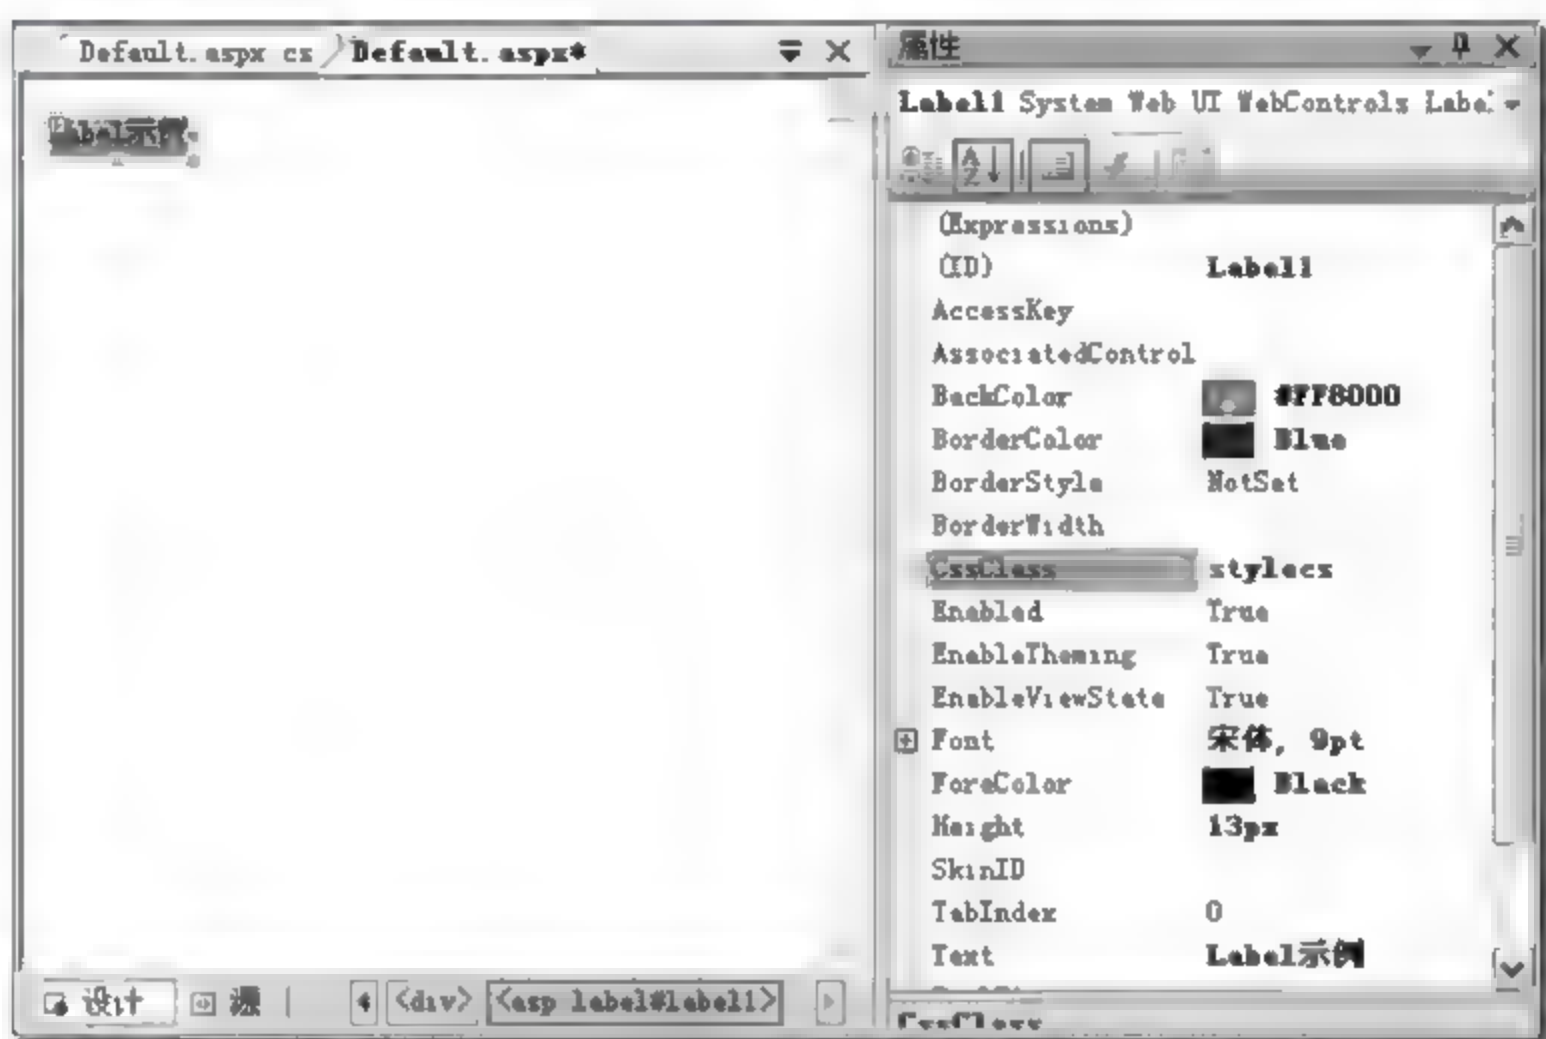 Default.aspx.cs Default.aspx*
Label示例
设计 源 <div> <asp:label#label1>
属性
Label1 System.Web.UI.WebControls.Label
(Expressions)
(ID) Label1
AccessKey
AssociatedControl
BackColor #FF8000
BorderColor Blue
BorderStyle NotSet
BorderWidth
CssClass stylecs
Enabled True
EnableTheming True
EnableViewState True
Font 宋体, 9pt
ForeColor Black
Height 13px
SkinID
TabIndex 0
Text Label示例
CssClass